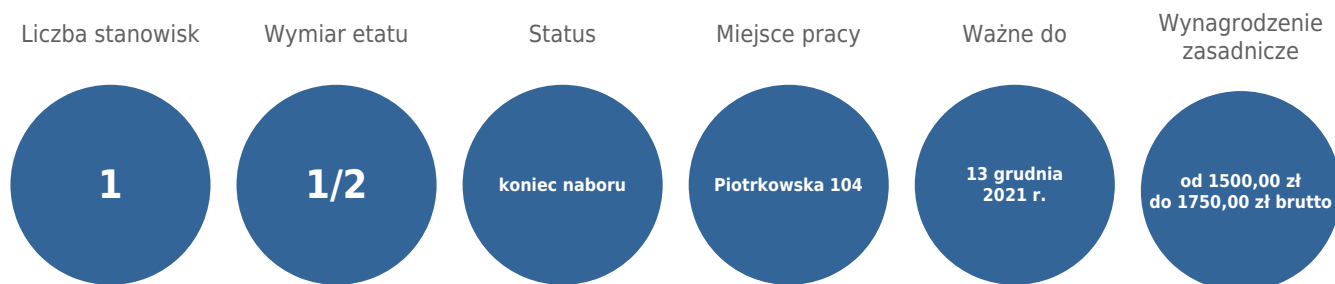 Liczba stanowisk
1
Wymiar etatu
1/2
Status
koniec naboru
Miejsce pracy
Piotrkowska 104
Ważne do
13 grudnia
2021 r.
Wynagrodzenie
zasadnicze
od 1500,00 zł
do 1750,00 zł brutto